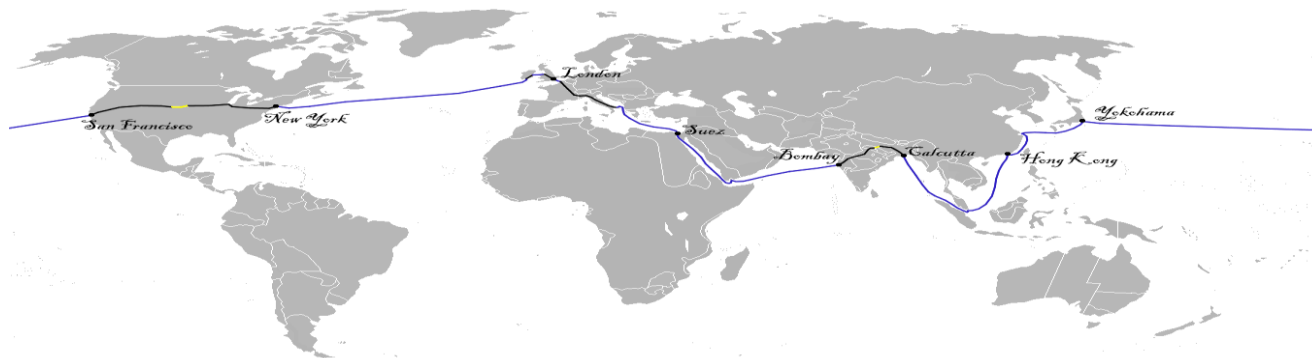 London
San Francisco
New York
Suez
Bombay
Calcutta
Hong Kong
Yokohama